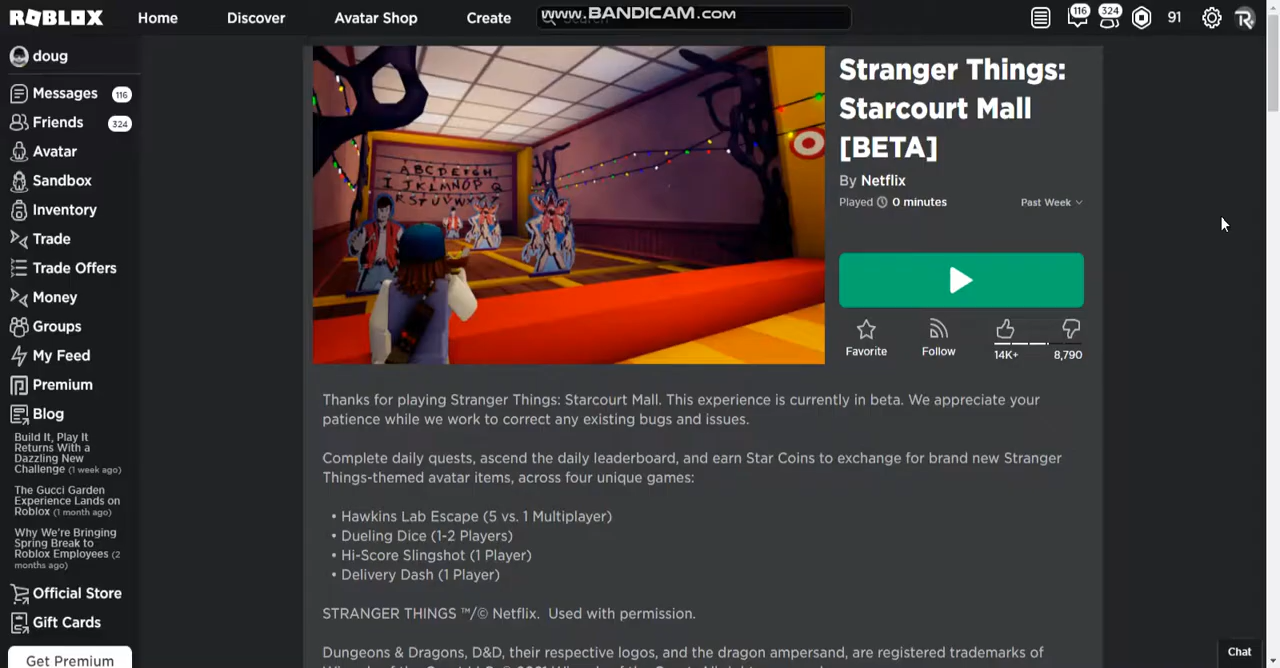 ROBLOX Home Discover Avatar Shop Create www.BANDICAM.com Search 116 324 91
doug
Messages 116
Friends 324
Avatar
Sandbox
Inventory
Trade
Trade Offers
Money
Groups
My Feed
Premium
Blog
Build It, Play It
Returns With a
Dazzling New
Challenge (1 week ago)
The Gucci Garden
Experience Lands on
Roblox (1 month ago)
Why We're Bringing
Spring Break to
Roblox Employees (2
months ago)
Official Store
Gift Cards
Get Premium
A B C D E F G H
I J K L M N O P Q
R S T U V W X Y Z
Stranger Things:
Starcourt Mall
[BETA]
By Netflix
Played 0 minutes Past Week
Favorite Follow 14K+ 8,790
Thanks for playing Stranger Things: Starcourt Mall. This experience is currently in beta. We appreciate your
patience while we work to correct any existing bugs and issues.
Complete daily quests, ascend the daily leaderboard, and earn Star Coins to exchange for brand new Stranger
Things-themed avatar items, across four unique games:
• Hawkins Lab Escape (5 vs. 1 Multiplayer)
• Dueling Dice (1-2 Players)
• Hi-Score Slingshot (1 Player)
• Delivery Dash (1 Player)
STRANGER THINGS ™/© Netflix. Used with permission.
Dungeons & Dragons, D&D, their respective logos, and the dragon ampersand, are registered trademarks of
Chat